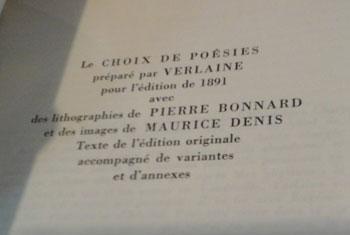 Le CHOIX DE POÉSIES
préparé par VERLAINE
pour l'édition de 1891
avec
des lithographies de PIERRE BONNARD
et des images de MAURICE DENIS
Texte de l'édition originale
accompagné de variantes
et d'annexes